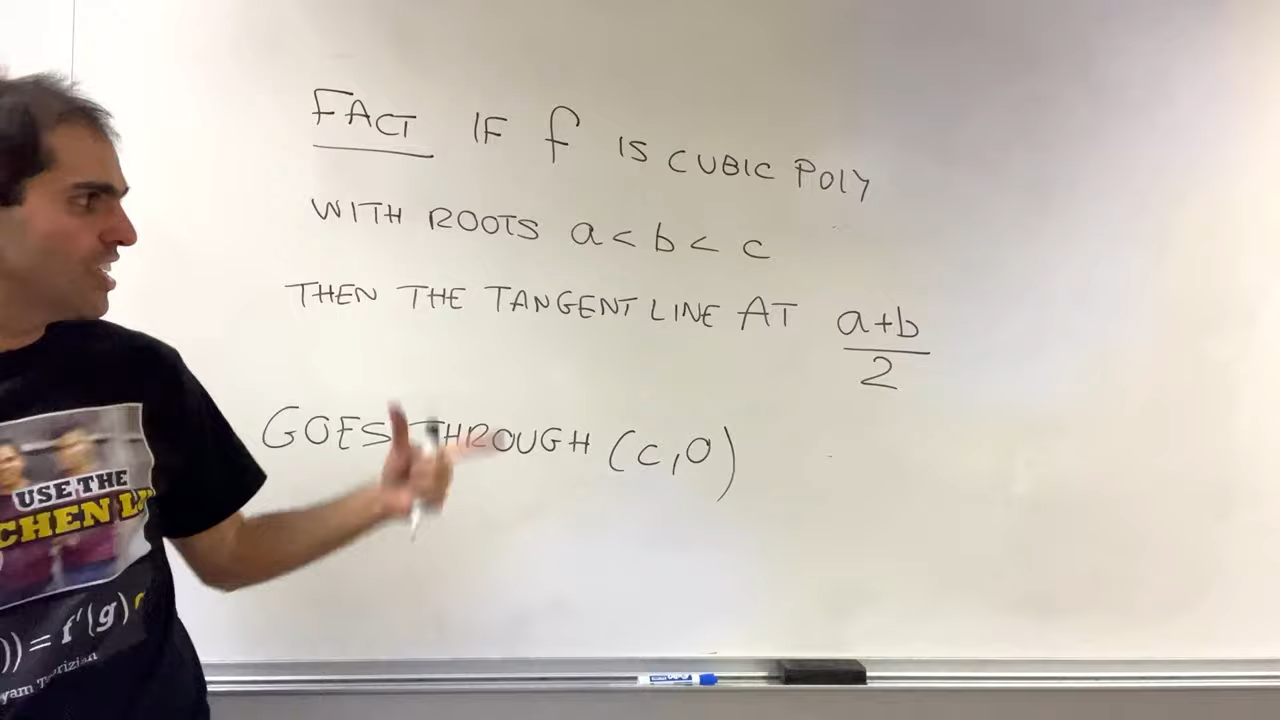 FACT IF f IS CUBIC POLY
WITH ROOTS a < b < c
THEN THE TANGENT LINE AT a+b
2
GOES THROUGH (c,0)
USE THE
CHEN LU
)) = f'(g)